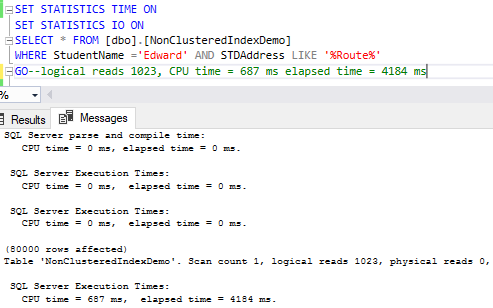 SET STATISTICS TIME ON
SET STATISTICS IO ON
SELECT * FROM [dbo].[NonClusteredIndexDemo]
WHERE StudentName ='Edward' AND STDAddress LIKE '%Route%'
GO--logical reads 1023, CPU time = 687 ms elapsed time = 4184 ms
%
Results Messages
SQL Server parse and compile time:
CPU time = 0 ms, elapsed time = 0 ms.
SQL Server Execution Times:
CPU time = 0 ms, elapsed time = 0 ms.
SQL Server Execution Times:
CPU time = 0 ms, elapsed time = 0 ms.
(80000 rows affected)
Table 'NonClusteredIndexDemo'. Scan count 1, logical reads 1023, physical reads 0,
SQL Server Execution Times:
CPU time = 687 ms, elapsed time = 4184 ms.